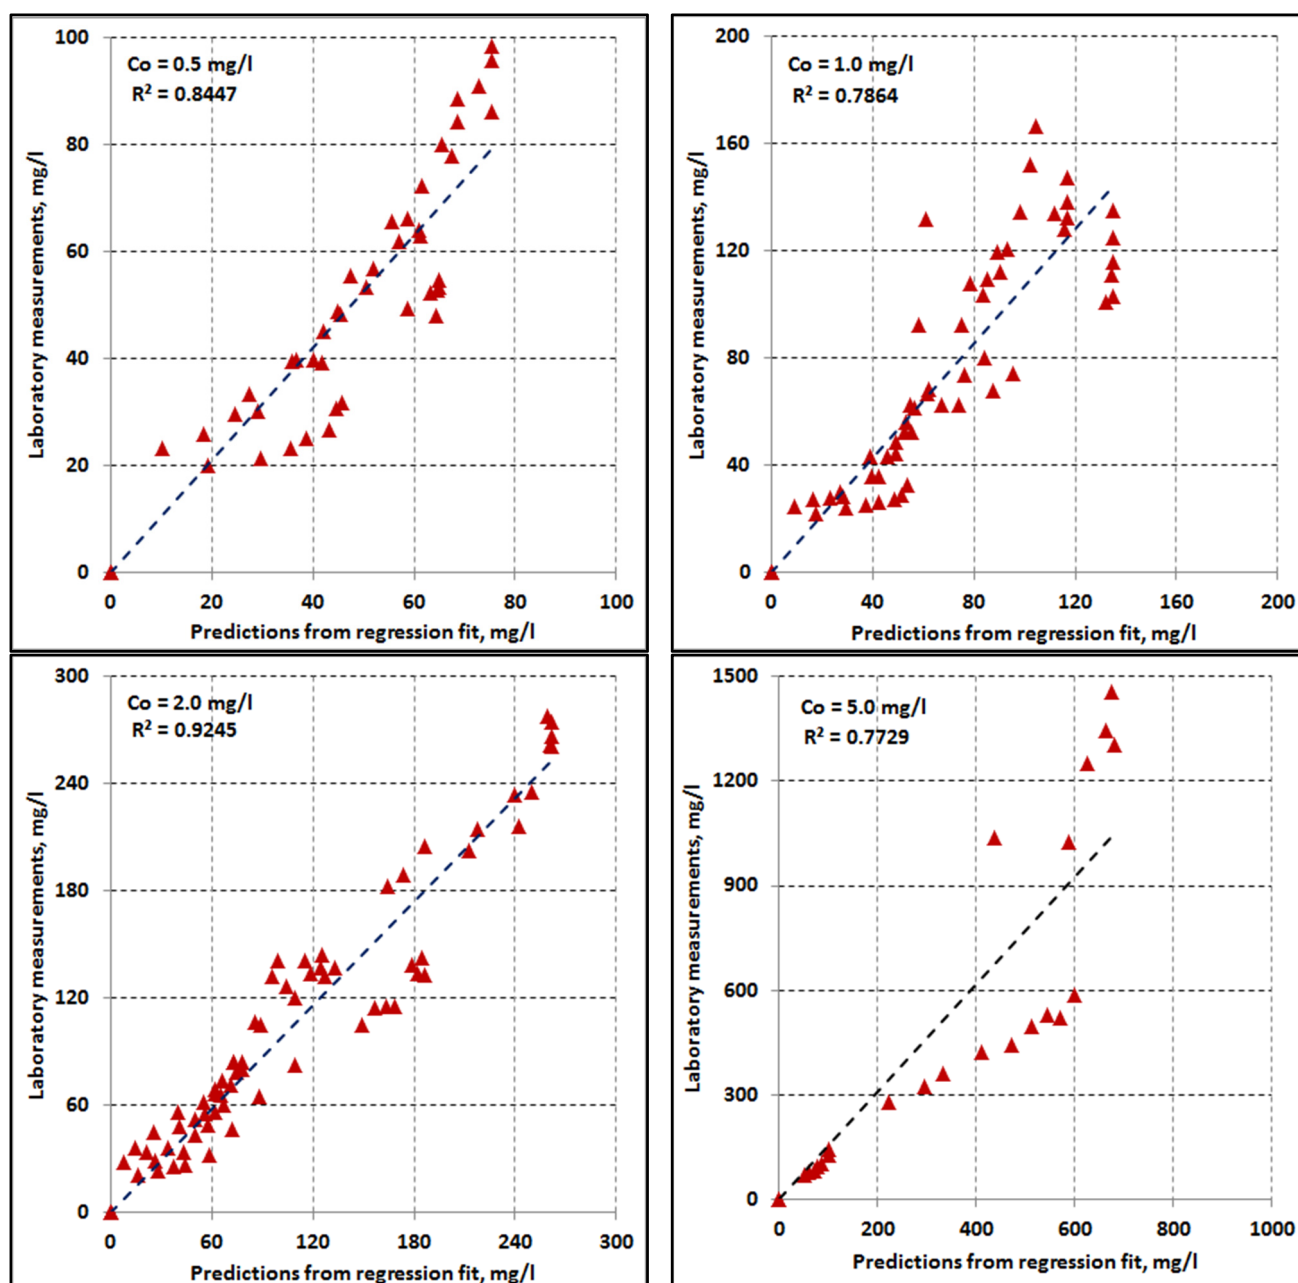 Co = 0.5 mg/l
R² = 0.8447
Laboratory measurements, mg/l
100
80
60
40
20
0
0 20 40 60 80 100
Predictions from regression fit, mg/l
Co = 1.0 mg/l
R² = 0.7864
Laboratory measurements, mg/l
200
160
120
80
40
0
0 40 80 120 160 200
Predictions from regression fit, mg/l
Co = 2.0 mg/l
R² = 0.9245
Laboratory measurements, mg/l
300
240
180
120
60
0
0 60 120 180 240 300
Predictions from regression fit, mg/l
Co = 5.0 mg/l
R² = 0.7729
Laboratory measurements, mg/l
1500
1200
900
600
300
0
0 200 400 600 800 1000
Predictions from regression fit, mg/l